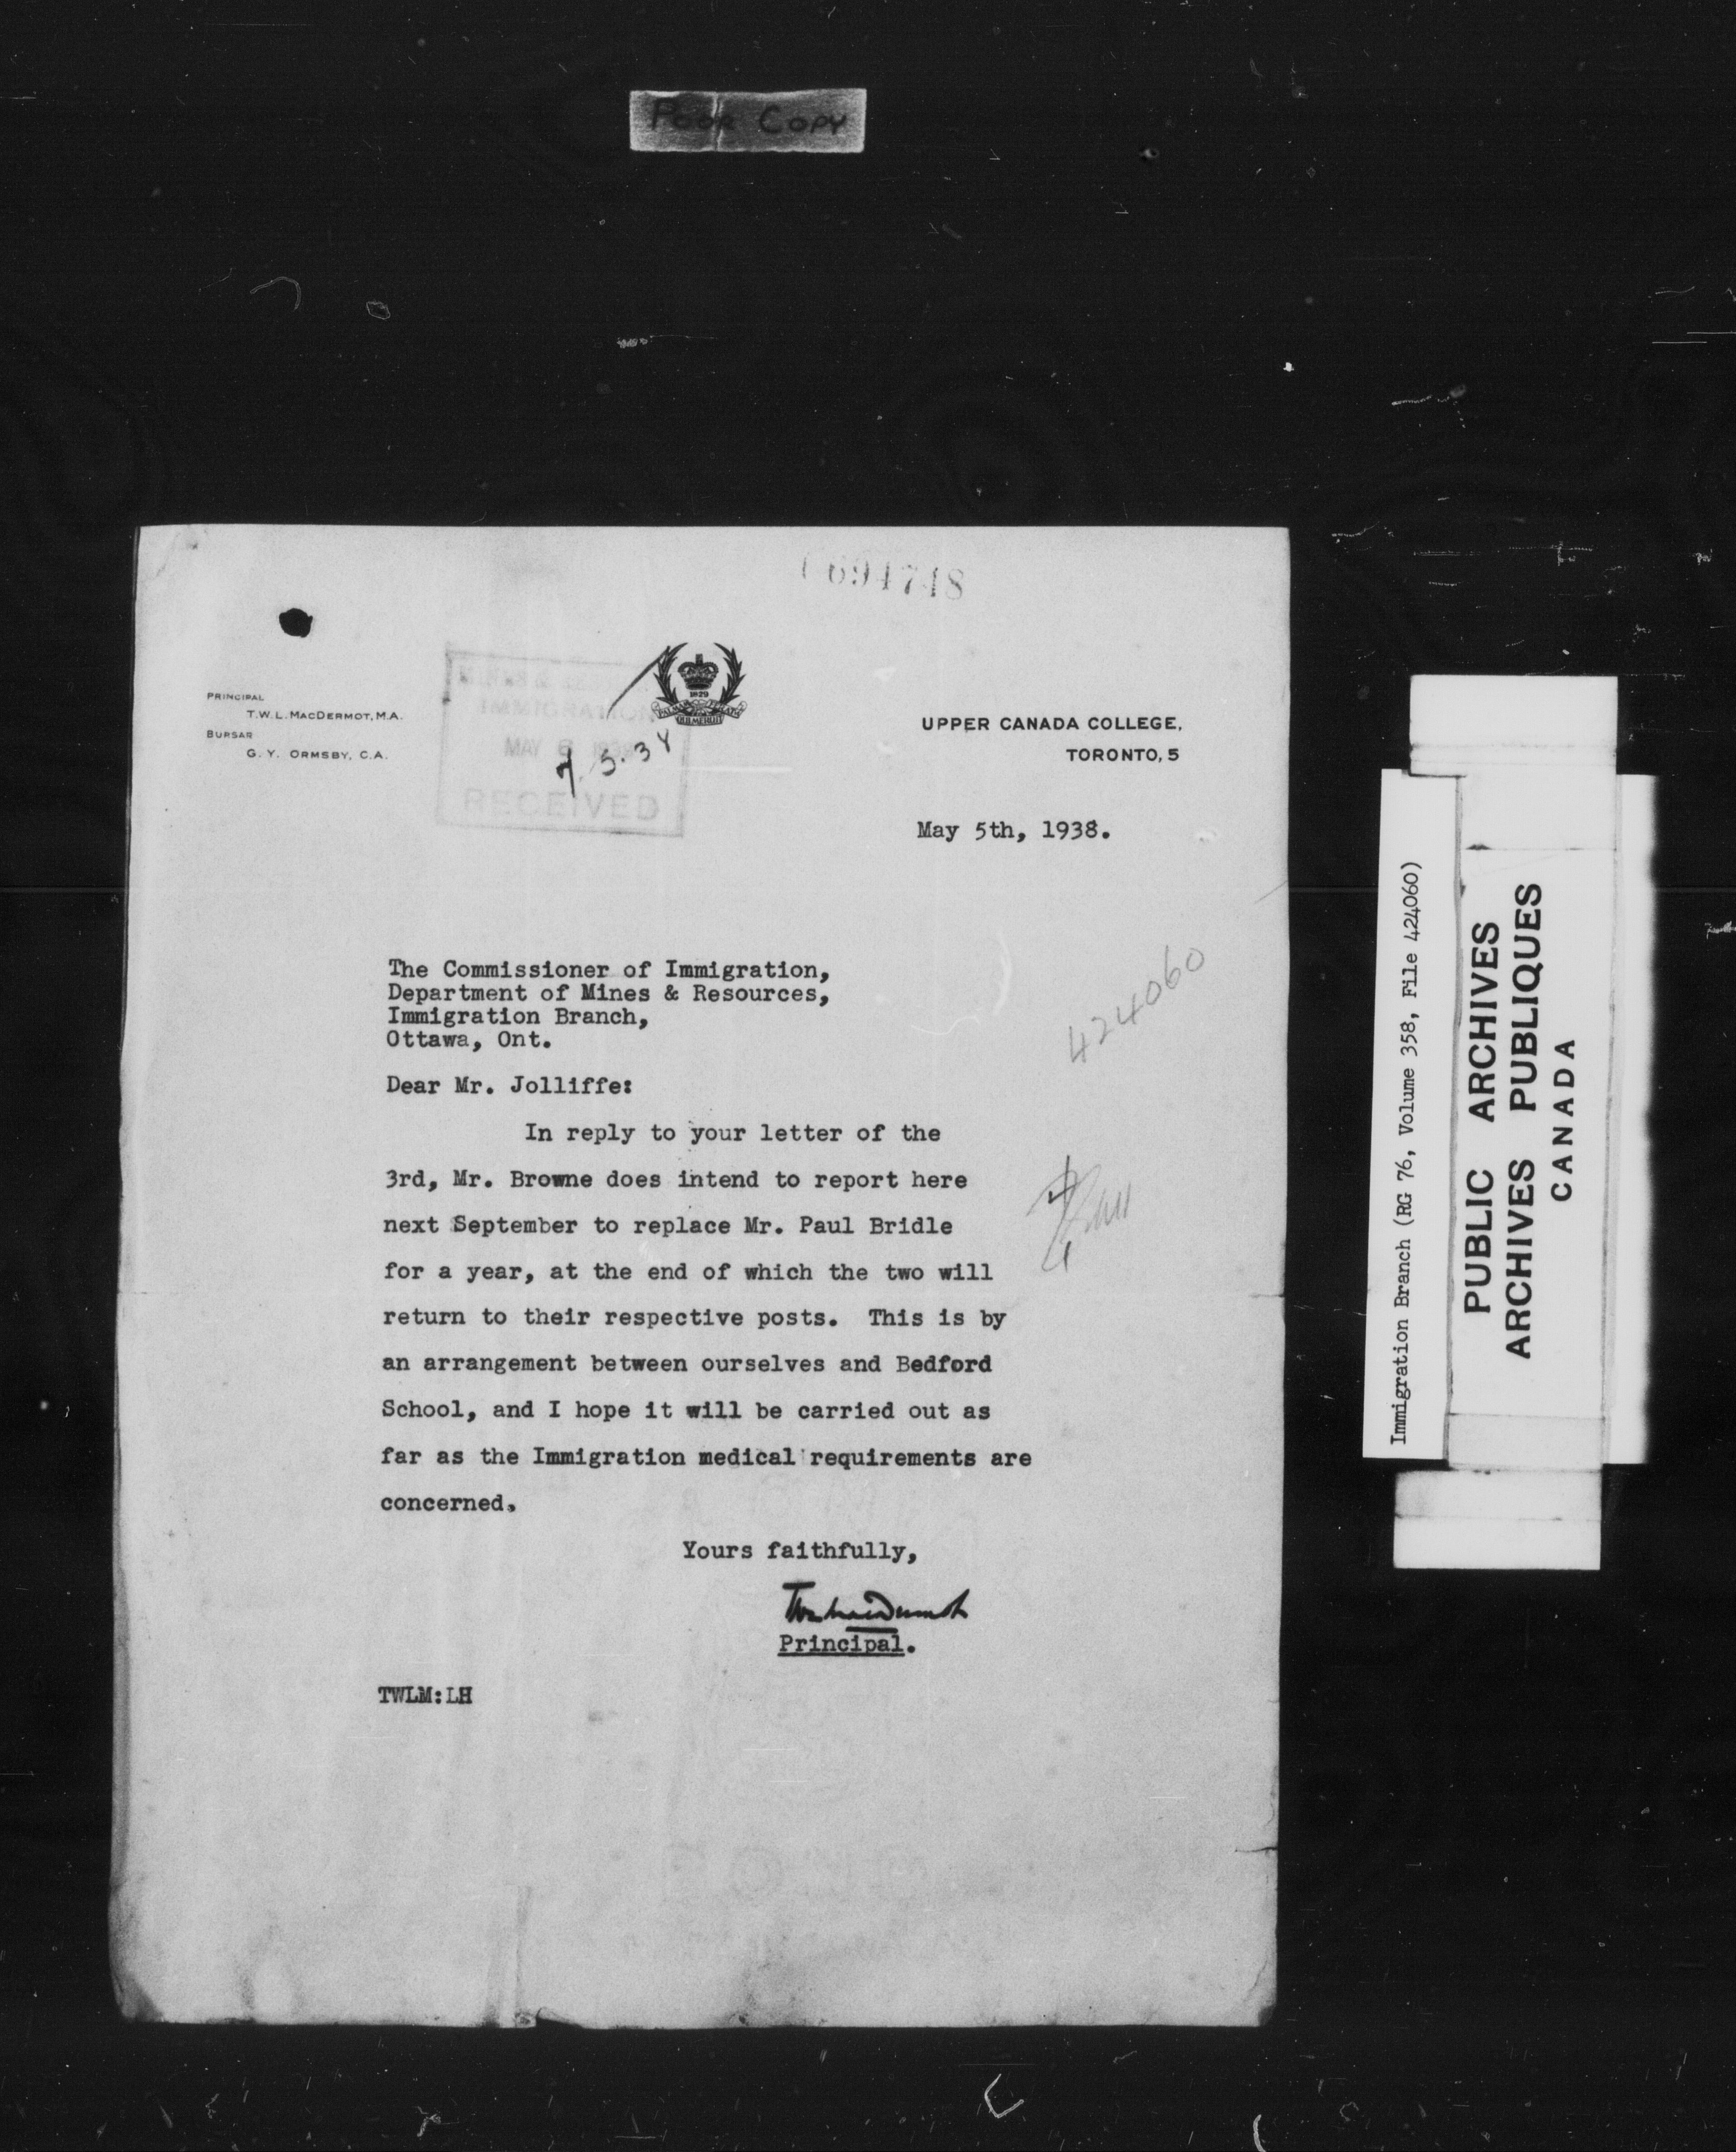 Poor Copy
694748
PRINCIPAL
T.W.L. MACDERMOT, M.A.
BURSAR
G. Y. ORMSBY, C.A.
IMMIGRATION
MAY 6
RECEIVED
7.5.38
1829
UPPER CANADA COLLEGE,
TORONTO, 5
May 5th, 1938.
The Commissioner of Immigration,
Department of Mines & Resources,
Immigration Branch,
Ottawa, Ont.
424060
Dear Mr. Jolliffe:
In reply to your letter of the
3rd, Mr. Browne does intend to report here
next September to replace Mr. Paul Bridle
for a year, at the end of which the two will
return to their respective posts. This is by
an arrangement between ourselves and Bedford
School, and I hope it will be carried out as
far as the Immigration medical requirements are
concerned.
Yours faithfully,
TWLMacDermot
Principal.
TWLM:LH
Immigration Branch (RG 76, Volume 358, File 424060)
PUBLIC ARCHIVES
ARCHIVES PUBLIQUES
CANADA